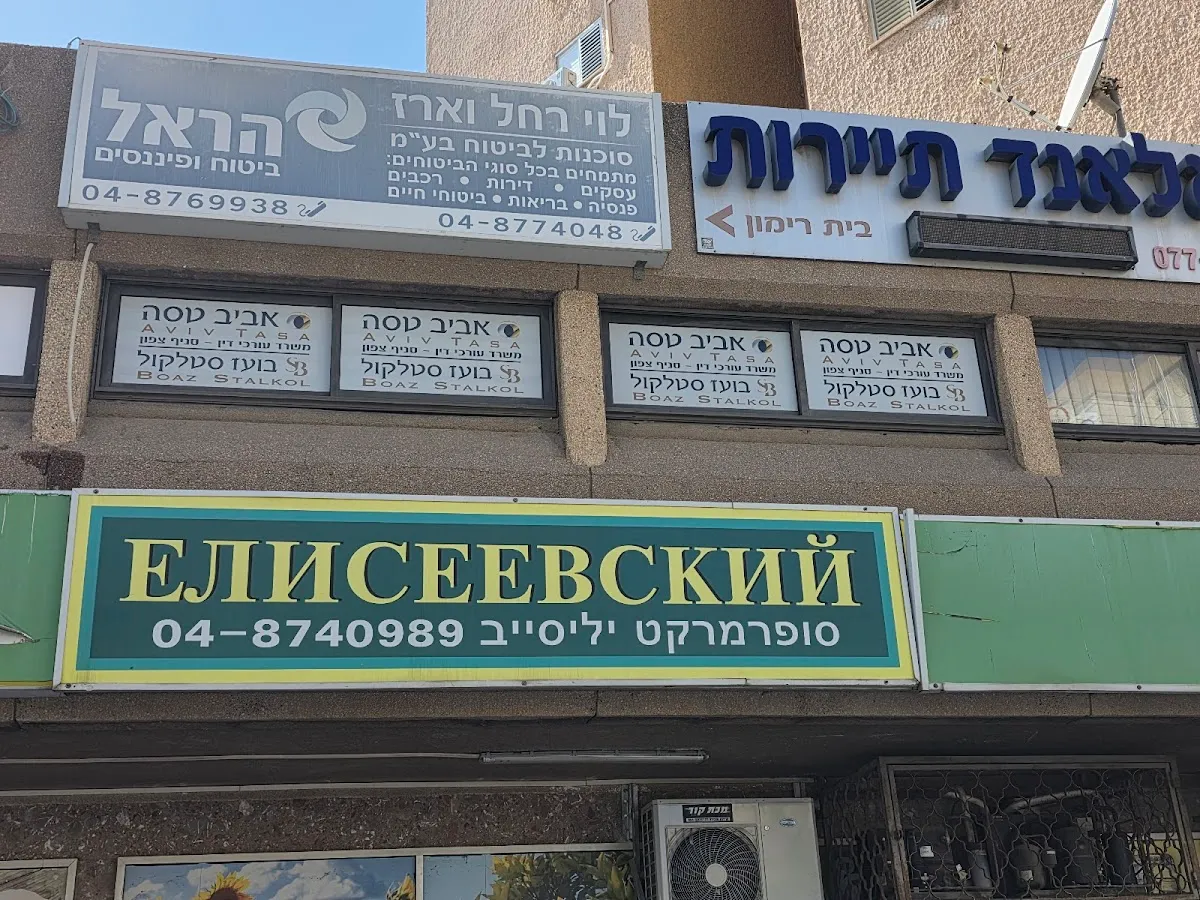 הראל
ביטוח ופיננסים
04-8769938
לוי רחל וארז
סוכנות לביטוח בע"מ
מתמחים בכל סוגי הביטוחים:
עסקים • דירות • רכבים
פנסיה • בריאות • ביטוחי חיים
04-8774048
לאנד תיירות
בית רימון
077-
אביב טסה
AVIV TASA
משרד עורכי דין - סניף צפון
בועז סטלקול
BOAZ STALKOL
אביב טסה
AVIV TASA
משרד עורכי דין - סניף צפון
בועז סטלקול
BOAZ STALKOL
אביב טסה
AVIV TASA
משרד עורכי דין - סניף צפון
בועז סטלקול
BOAZ STALKOL
אביב טסה
AVIV TASA
משרד עורכי דין - סניף צפון
בועז סטלקול
BOAZ STALKOL
ЕЛИСЕЕВСКИЙ
סופרמרקט יליסייב 04-8740989
מכת קור